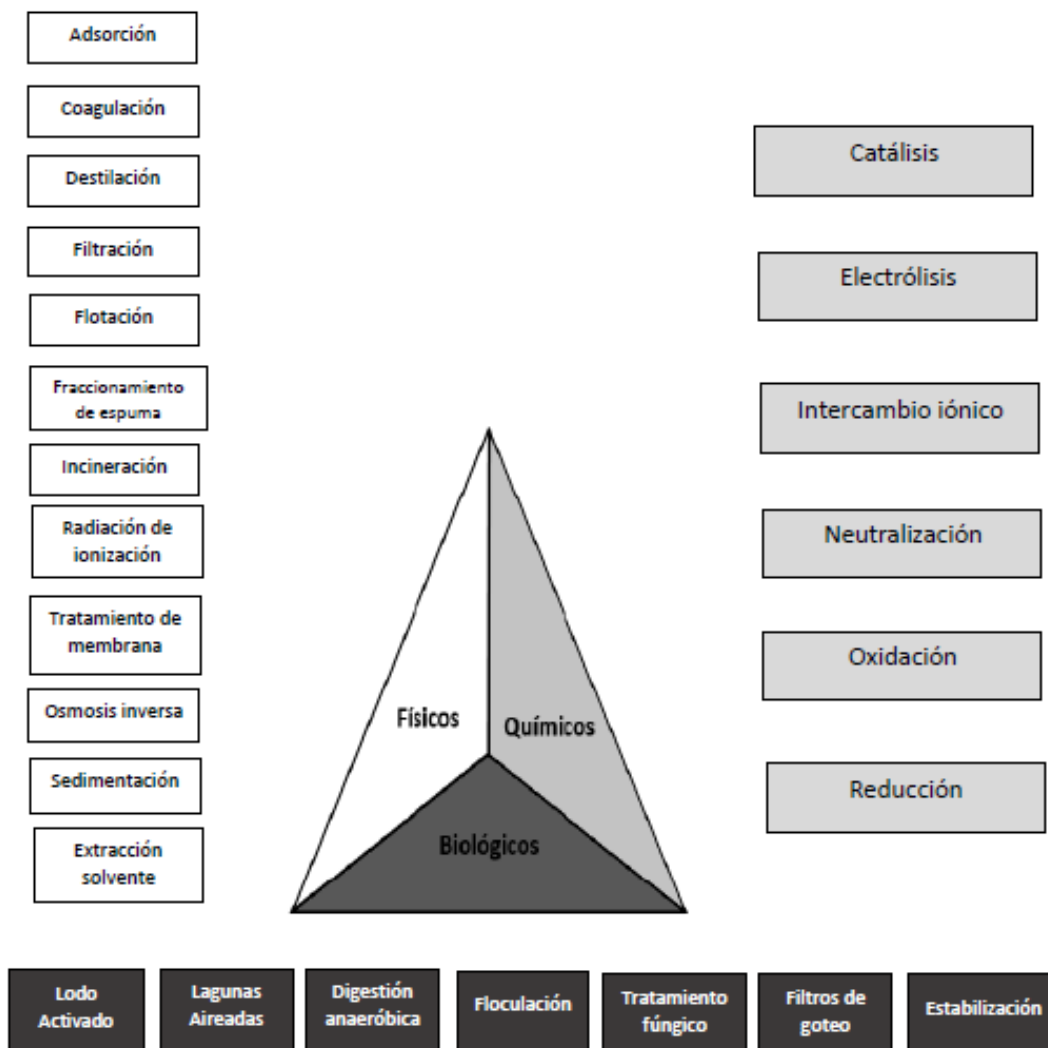 Adsorción
Coagulación
Destilación
Filtración
Flotación
Fraccionamiento
de espuma
Incineración
Radiación de
ionización
Tratamiento de
membrana
Osmosis inversa
Sedimentación
Extracción
solvente
Catálisis
Electrólisis
Intercambio iónico
Neutralización
Oxidación
Reducción
Físicos
Químicos
Biológicos
Lodo
Activado
Lagunas
Aireadas
Digestión
anaeróbica
Floculación
Tratamiento
fúngico
Filtros de
goteo
Estabilización